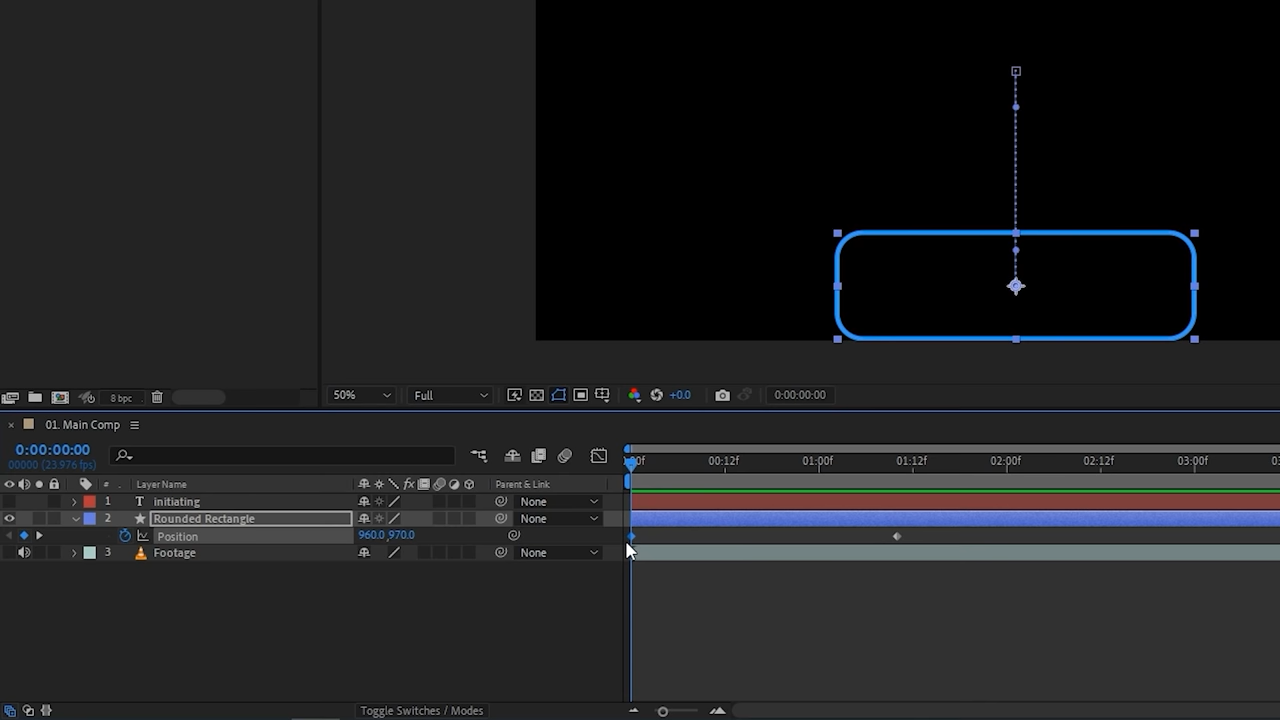 8 bpc
50%
Full
+0.0
0:00:00:00
× 01. Main Comp
0:00:00:00
00000 (23.976 fps)
00:12f 01:00f 01:12f 02:00f 02:12f 03:00f
# Layer Name fx Parent & Link
1 T initiating None
2 Rounded Rectangle None
Position 960.0, 970.0
3 Footage None
Toggle Switches / Modes